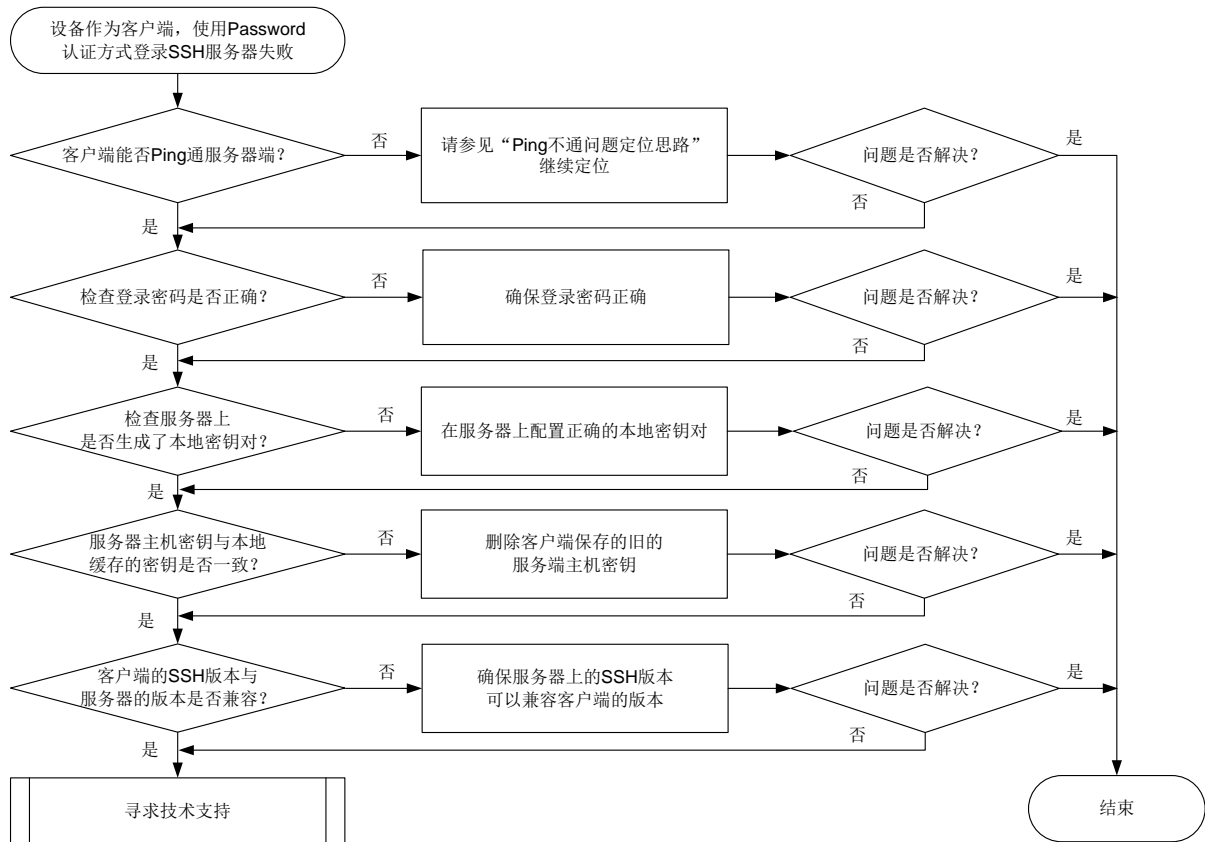 设备作为客户端，使用Password
认证方式登录SSH服务器失败
客户端能否Ping通服务器端？
否
请参见“Ping不通问题定位思路”
继续定位
问题是否解决？
是
否
是
检查登录密码是否正确？
否
确保登录密码正确
问题是否解决？
是
否
是
检查服务器上
是否生成了本地密钥对？
否
在服务器上配置正确的本地密钥对
问题是否解决？
是
否
是
服务器主机密钥与本地
缓存的密钥是否一致？
否
删除客户端保存的旧的
服务端主机密钥
问题是否解决？
是
否
是
客户端的SSH版本与
服务器的版本是否兼容？
否
确保服务器上的SSH版本
可以兼容客户端的版本
问题是否解决？
是
否
是
寻求技术支持
结束